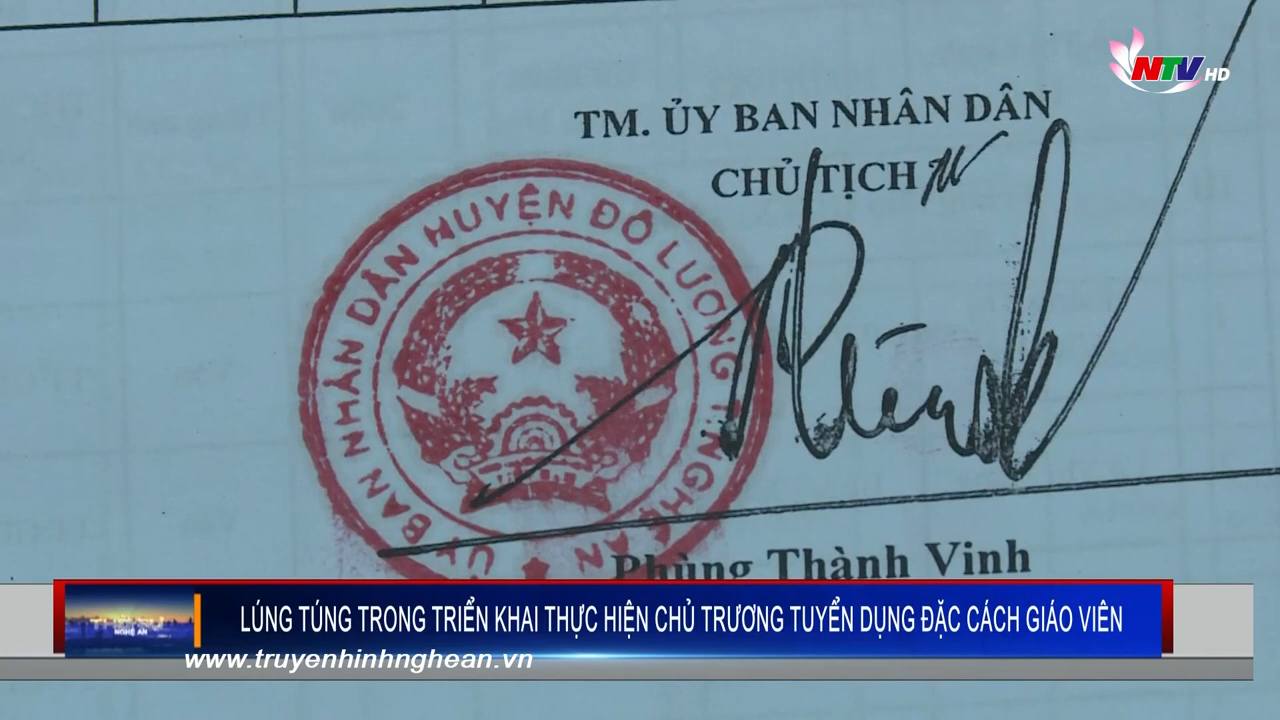 NTV HD
TM. ỦY BAN NHÂN DÂN
CHỦ TỊCH
ỦY BAN NHÂN DÂN HUYỆN ĐÔ LƯƠNG T.NGHỆ AN
Phùng Thành Vinh
NGHỆ AN
LÚNG TÚNG TRONG TRIỂN KHAI THỰC HIỆN CHỦ TRƯƠNG TUYỂN DỤNG ĐẶC CÁCH GIÁO VIÊN
www.truyenhinhnghean.vn